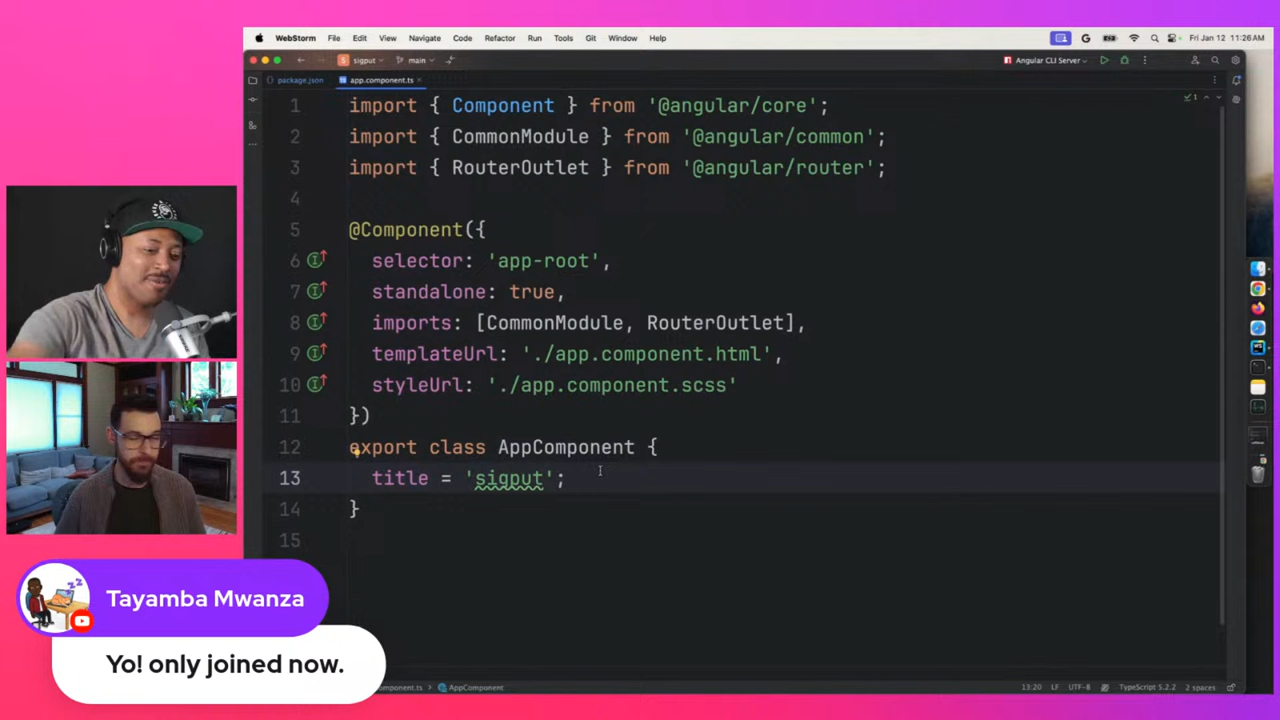 WebStorm File Edit View Navigate Code Refactor Run Tools Git Window Help Fri Jan 12 11:26 AM
sigput main Angular CLI Server
package.json app.component.ts
1 import { Component } from '@angular/core';
2 import { CommonModule } from '@angular/common';
3 import { RouterOutlet } from '@angular/router';
4
5 @Component({
6 selector: 'app-root',
7 standalone: true,
8 imports: [CommonModule, RouterOutlet],
9 templateUrl: './app.component.html',
10 styleUrl: './app.component.scss'
11 })
12 export class AppComponent {
13 title = 'sigput';
14 }
15
1
Tayamba Mwanza
Yo! only joined now.
AppComponent 13:20 LF UTF-8 TypeScript 5.2.2 2 spaces